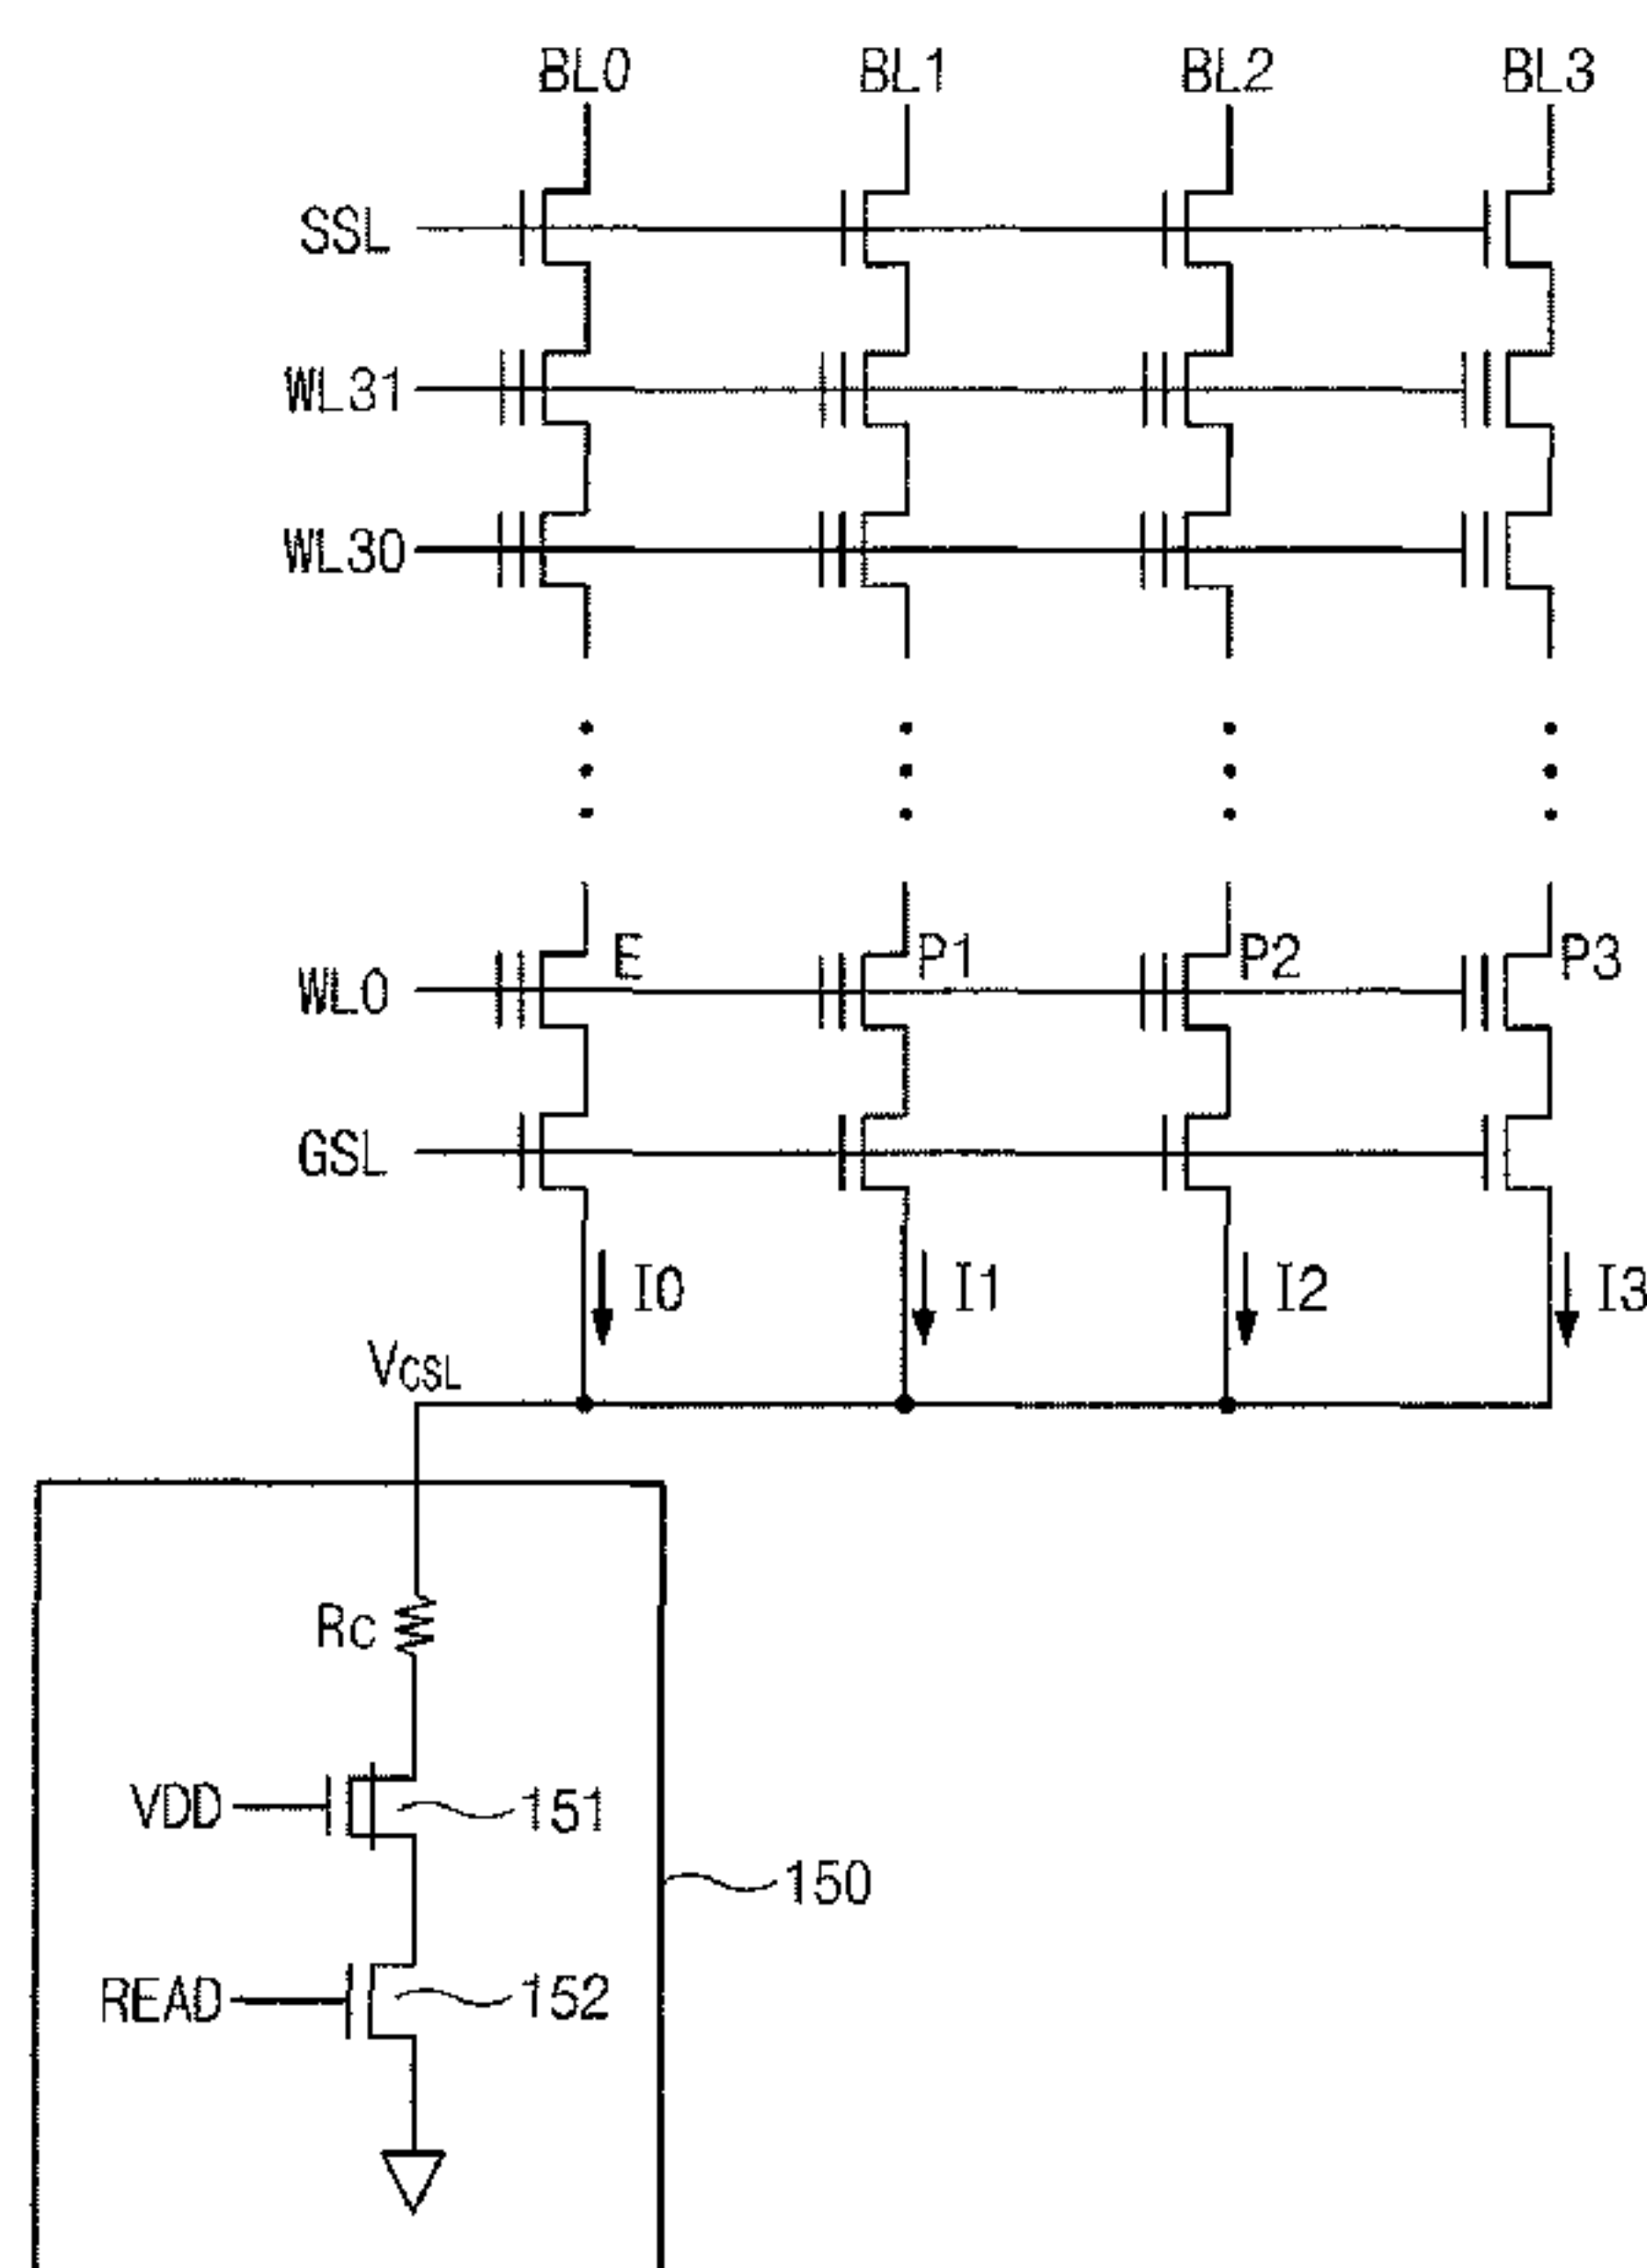 BL0 BL1 BL2 BL3
SSL
WL31
WL30
WL0 E P1 P2 P3
GSL
I0 I1 I2 I3
VCSL
RC
VDD 151
150
READ 152